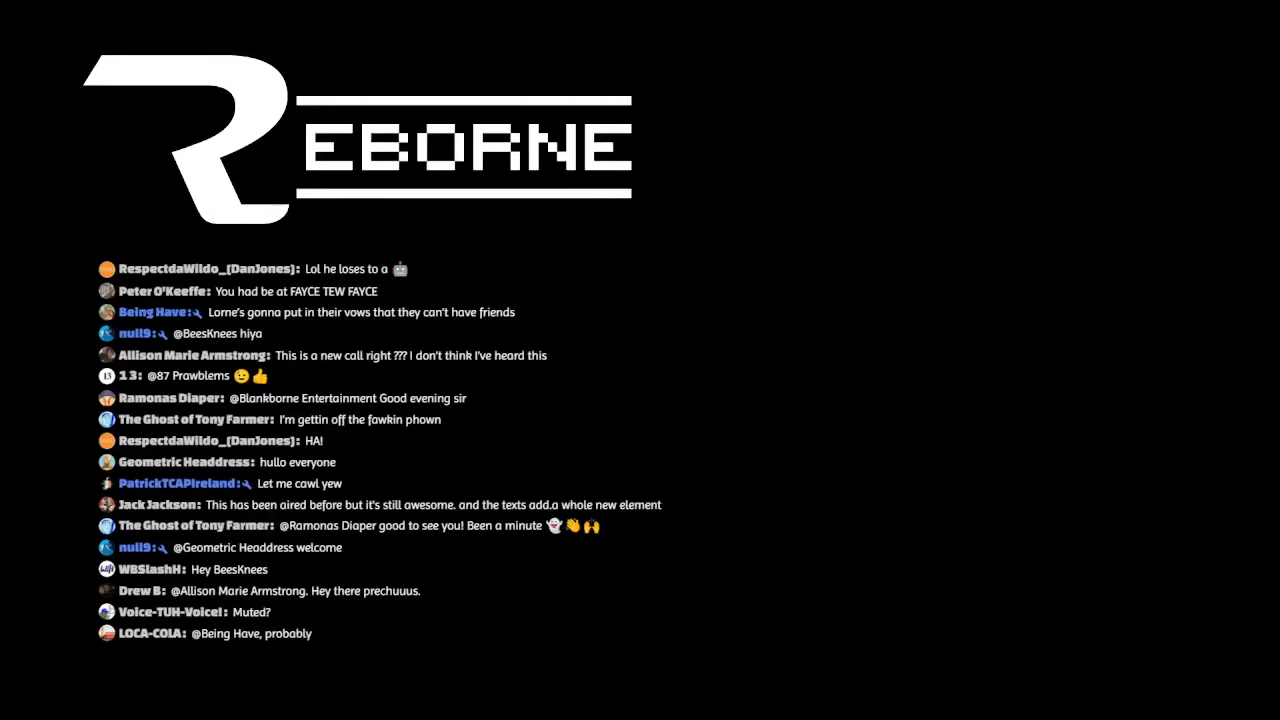 REBORNE
RespectdaWildo_(DanJones): Lol he loses to a 🤖
Peter O'Keeffe: You had be at FAYCE TEW FAYCE
Being Have: Lorne's gonna put in their vows that they can't have friends
null9: @BeesKnees hiya
Allison Marie Armstrong: This is a new call right ??? I don't think I've heard this
13 1 3: @87 Prawblems 😉👍
Ramonas Diaper: @Blankborne Entertainment Good evening sir
The Ghost of Tony Farmer: I'm gettin off the fawkin phown
RespectdaWildo_(DanJones): HA!
Geometric Headdress: hullo everyone
PatrickTCAPIreland: Let me cawl yew
Jack Jackson: This has been aired before but it's still awesome. and the texts add.a whole new element
The Ghost of Tony Farmer: @Ramonas Diaper good to see you! Been a minute 👻👋🙌
null9: @Geometric Headdress welcome
WBSlashH: Hey BeesKnees
Drew B: @Allison Marie Armstrong. Hey there prechuuus.
Voice-TUH-Voice!: Muted?
LOCA-COLA: @Being Have, probably